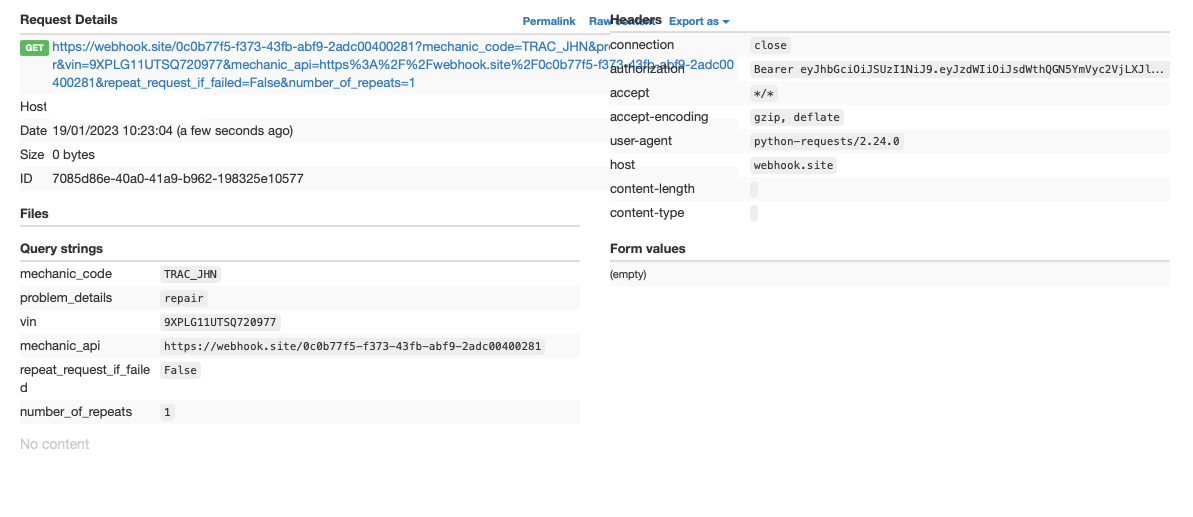 Request Details
Permalink Raw content Export as
GET https://webhook.site/0c0b77f5-f373-43fb-abf9-2adc00400281?mechanic_code=TRAC_JHN&pr
r&vin=9XPLG11UTSQ720977&mechanic_api=https%3A%2F%2Fwebhook.site%2F0c0b77f5-f373-43fb-abf9-2adc00
400281&repeat_request_if_failed=False&number_of_repeats=1
Host
Date 19/01/2023 10:23:04 (a few seconds ago)
Size 0 bytes
ID 7085d86e-40a0-41a9-b962-198325e10577
Files
Query strings
mechanic_code TRAC_JHN
problem_details repair
vin 9XPLG11UTSQ720977
mechanic_api https://webhook.site/0c0b77f5-f373-43fb-abf9-2adc00400281
repeat_request_if_faile False
d
number_of_repeats 1
No content
Headers
connection close
authorization Bearer eyJhbGciOiJSUzI1NiJ9.eyJzdWIiOiJsdWthQGN5YmVyc2VjLXJl...
accept */*
accept-encoding gzip, deflate
user-agent python-requests/2.24.0
host webhook.site
content-length
content-type
Form values
(empty)